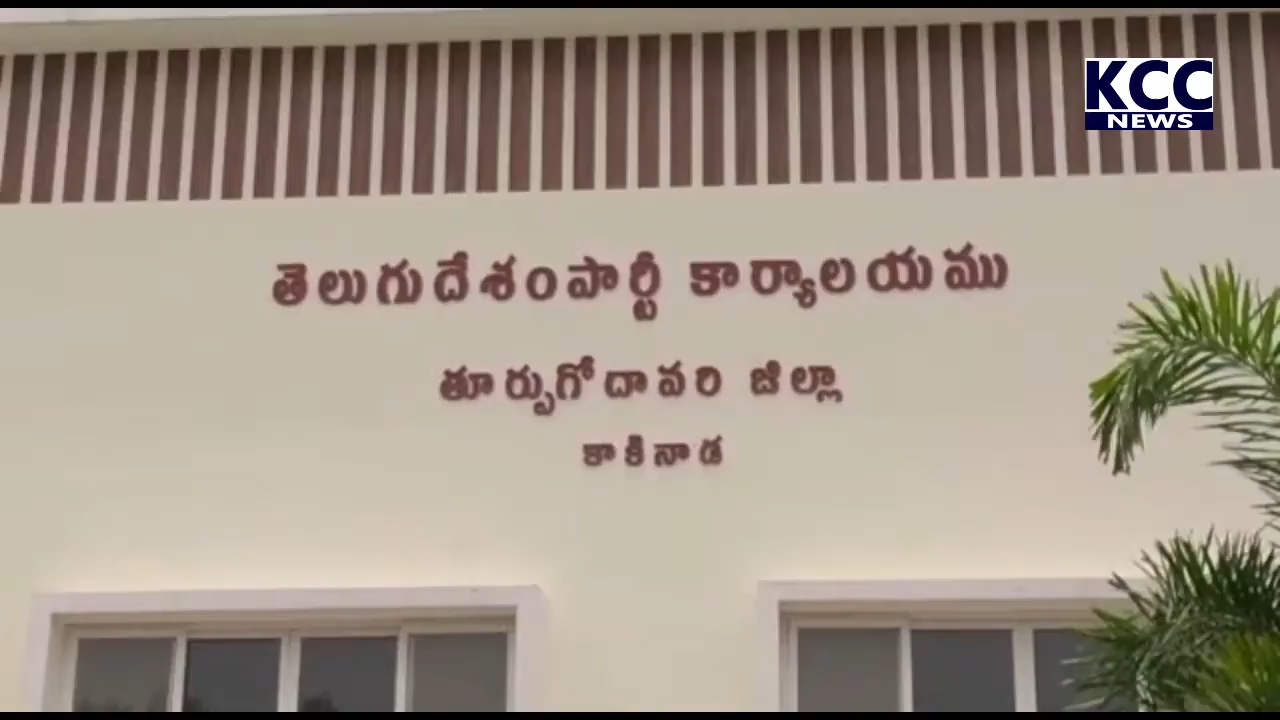 KCC
NEWS
తెలుగుదేశంపార్టీ కార్యాలయము
తూర్పుగోదావరి జిల్లా
కాకినాడ